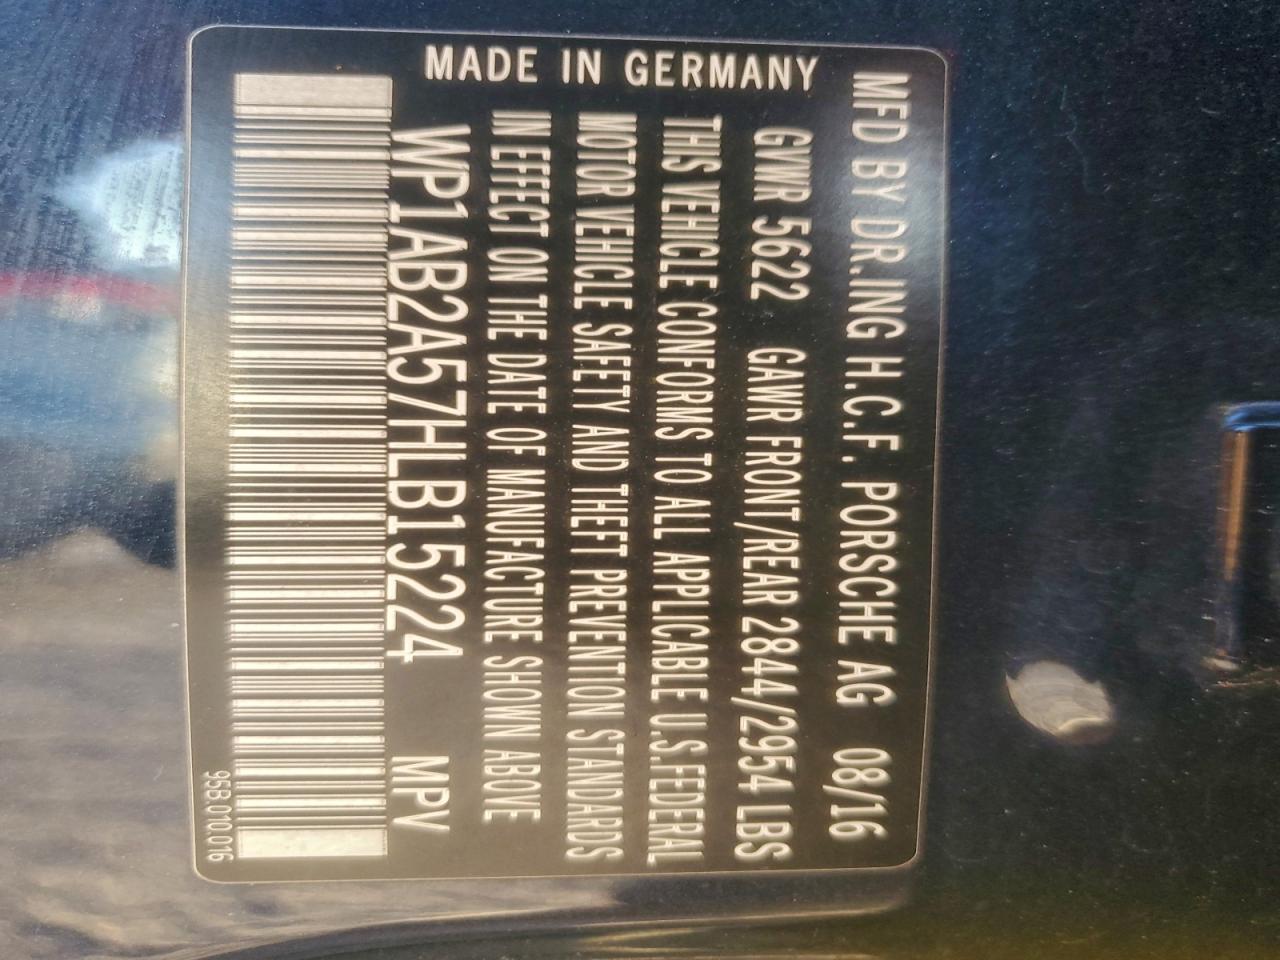 MADE IN GERMANY
MFD BY DR.ING H.C.F. PORSCHE AG 08/16
GVWR 5622 GAWR FRONT/REAR 2844/2954 LBS
THIS VEHICLE CONFORMS TO ALL APPLICABLE U.S.FEDERAL
MOTOR VEHICLE SAFETY AND THEFT PREVENTION STANDARDS
IN EFFECT ON THE DATE OF MANUFACTURE SHOWN ABOVE
WP1AB2A57HLB15224 MPV
95B.010.016